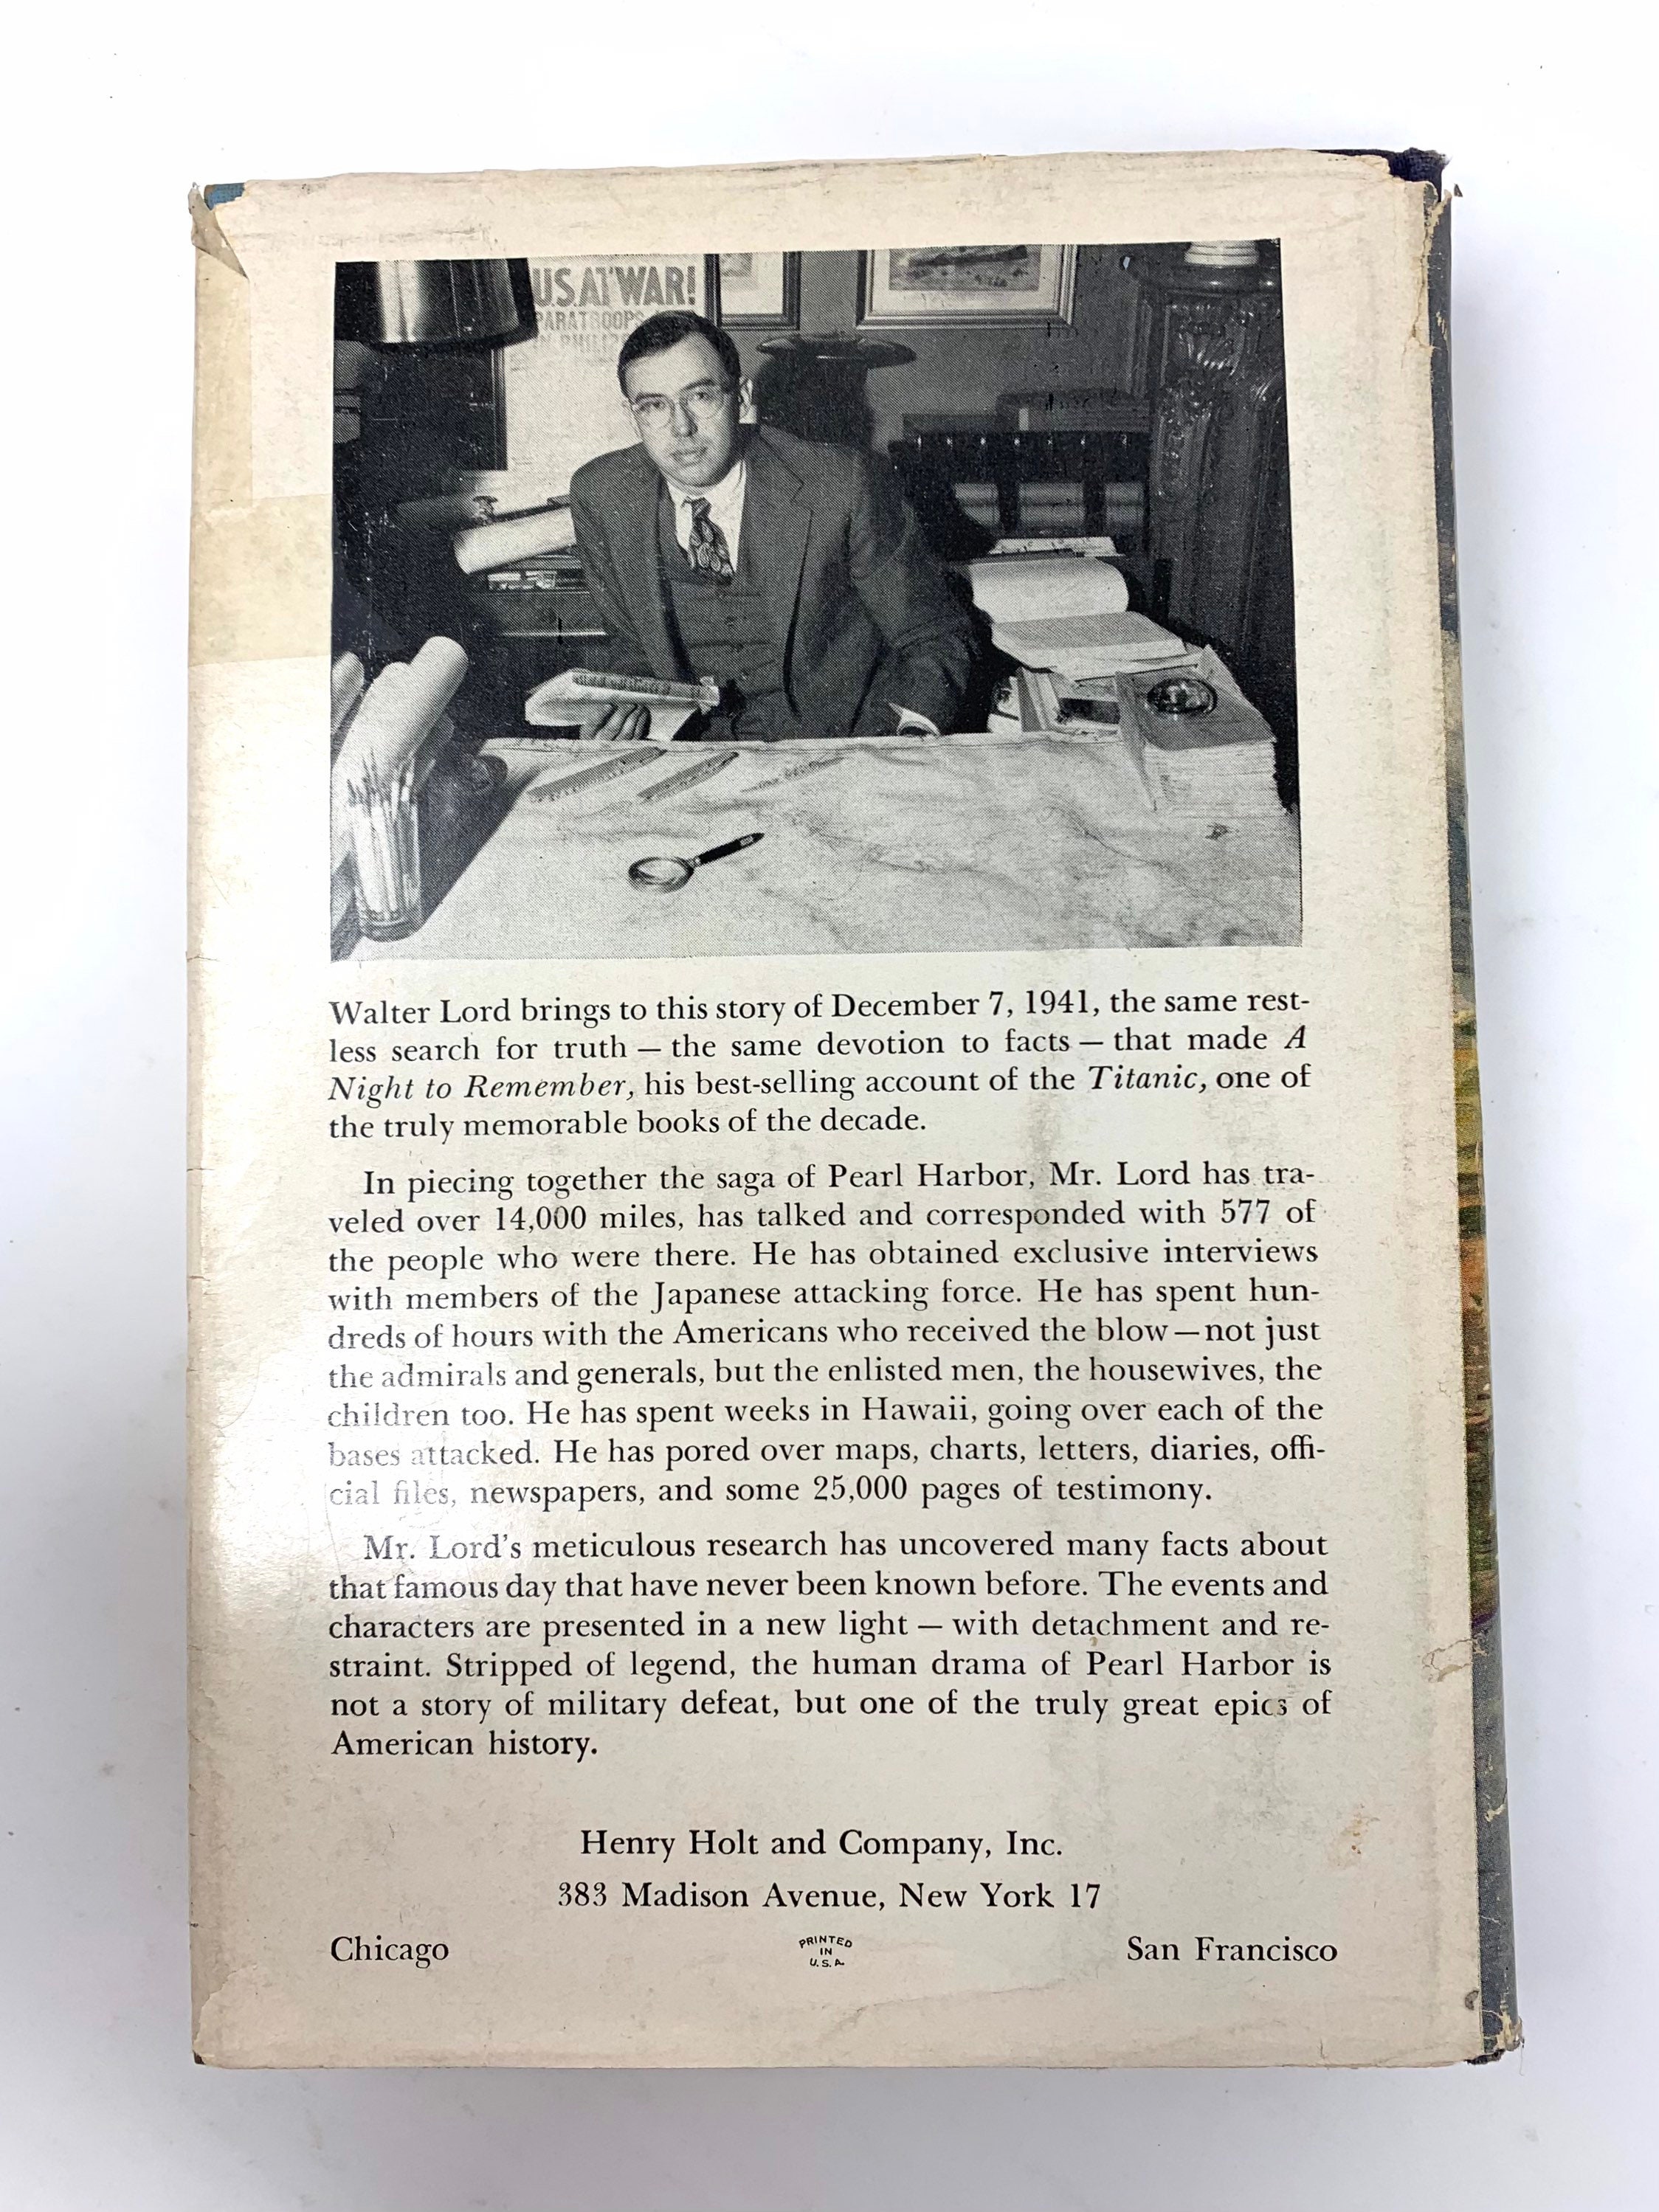 US AT WAR!
PARATROOPS
IN PHILI
Walter Lord brings to this story of December 7, 1941, the same rest-
less search for truth — the same devotion to facts — that made A
Night to Remember, his best-selling account of the Titanic, one of
the truly memorable books of the decade.
In piecing together the saga of Pearl Harbor, Mr. Lord has tra-
veled over 14,000 miles, has talked and corresponded with 577 of
the people who were there. He has obtained exclusive interviews
with members of the Japanese attacking force. He has spent hun-
dreds of hours with the Americans who received the blow — not just
the admirals and generals, but the enlisted men, the housewives, the
children too. He has spent weeks in Hawaii, going over each of the
bases attacked. He has pored over maps, charts, letters, diaries, offi-
cial files, newspapers, and some 25,000 pages of testimony.
Mr. Lord's meticulous research has uncovered many facts about
that famous day that have never been known before. The events and
characters are presented in a new light — with detachment and re-
straint. Stripped of legend, the human drama of Pearl Harbor is
not a story of military defeat, but one of the truly great epics of
American history.
Henry Holt and Company, Inc.
383 Madison Avenue, New York 17
Chicago
PRINTED
IN
U.S.A.
San Francisco